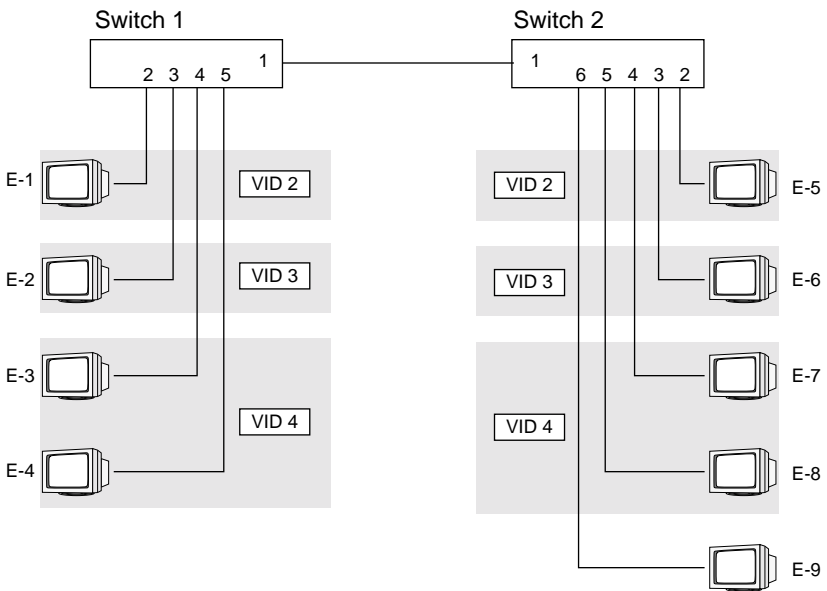 Switch 1
Switch 2
1
1
2 3 4 5
6 5 4 3 2
E-1
VID 2
VID 2
E-5
E-2
VID 3
VID 3
E-6
E-3
E-7
VID 4
VID 4
E-4
E-8
E-9